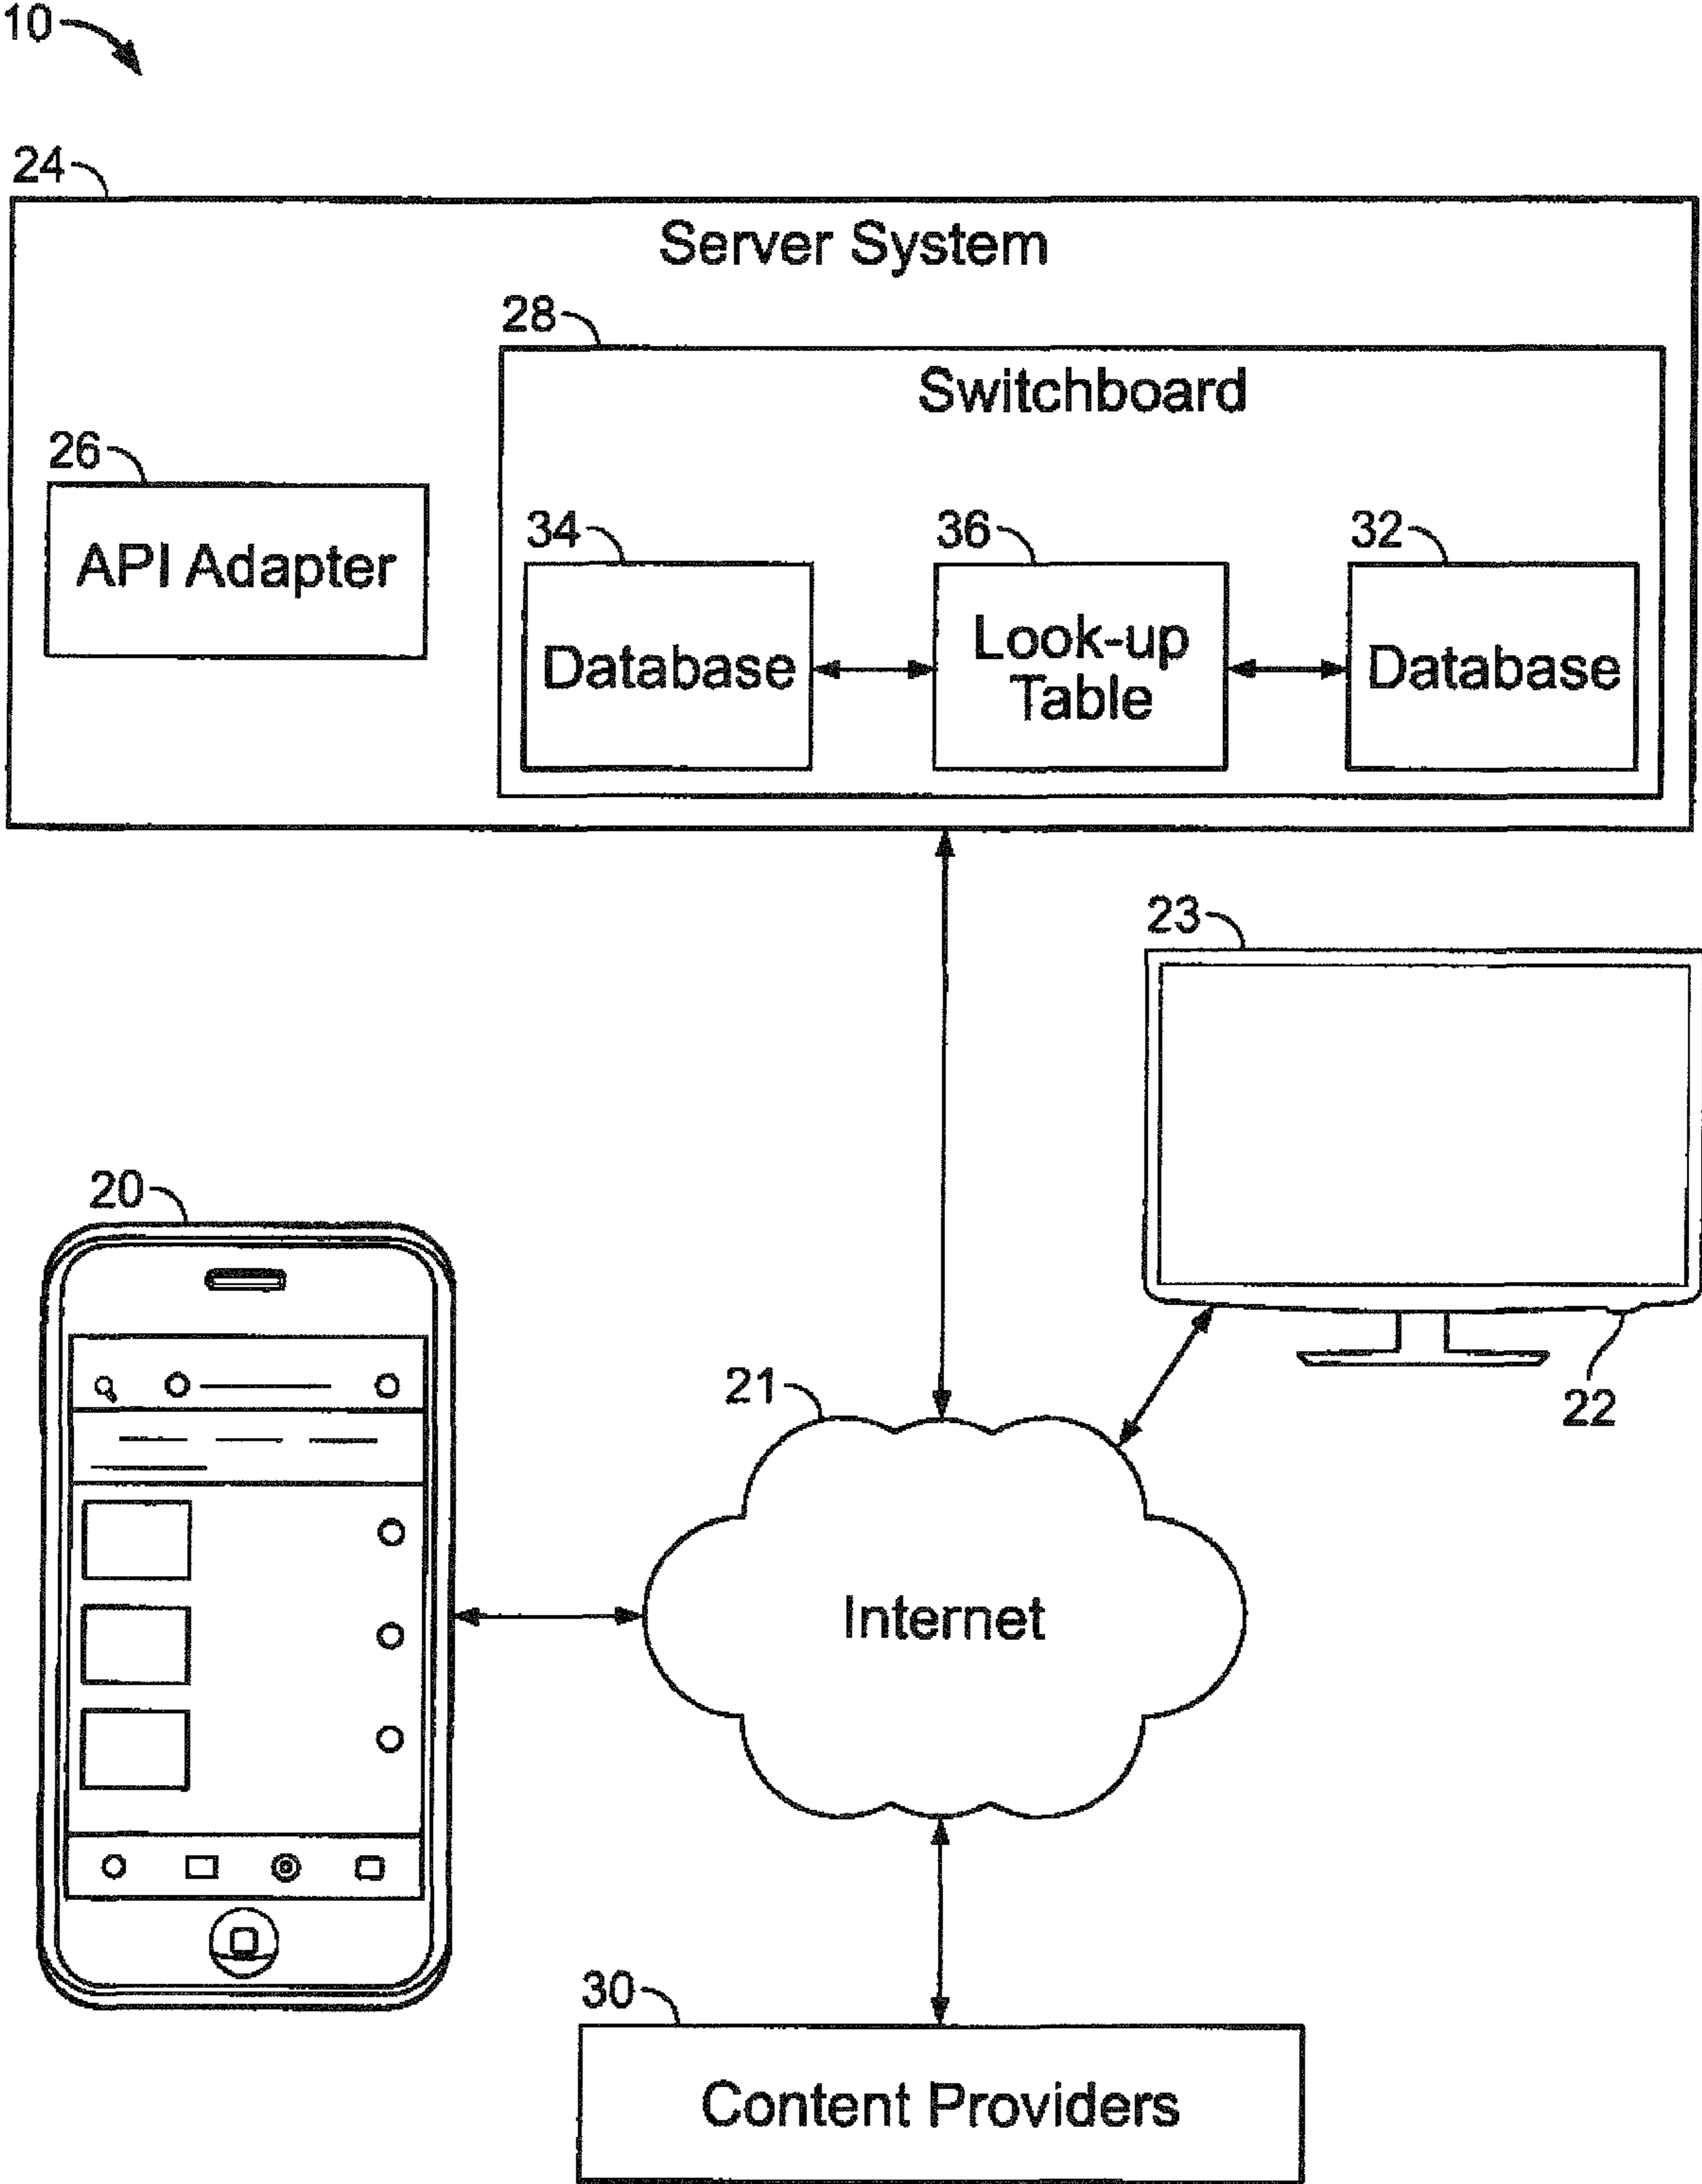 10
24
Server System
28
Switchboard
26
API Adapter
34
Database
36
Look-up
Table
32
Database
23
22
20
21
Internet
30
Content Providers